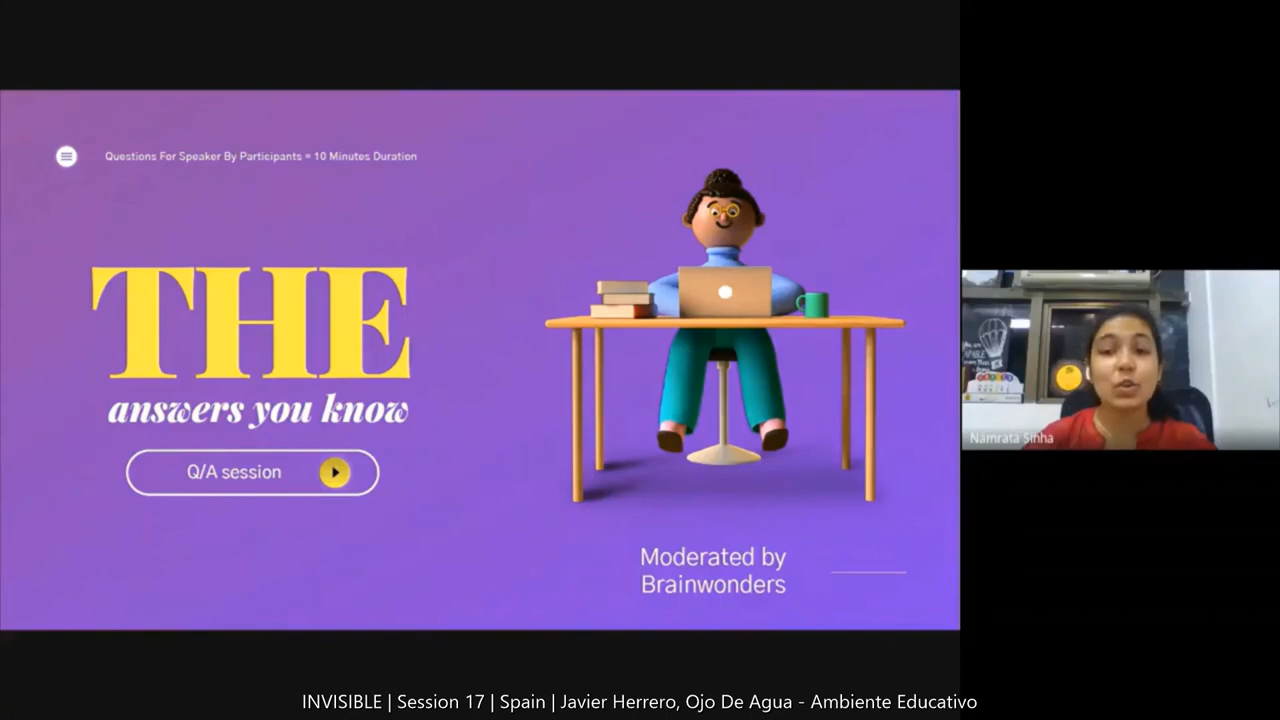 Questions For Speaker By Participants = 10 Minutes Duration
THE
answers you know
Q/A session
Moderated by
Brainwonders
Namrata Sinha
INVISIBLE | Session 17 | Spain | Javier Herrero, Ojo De Agua - Ambiente Educativo